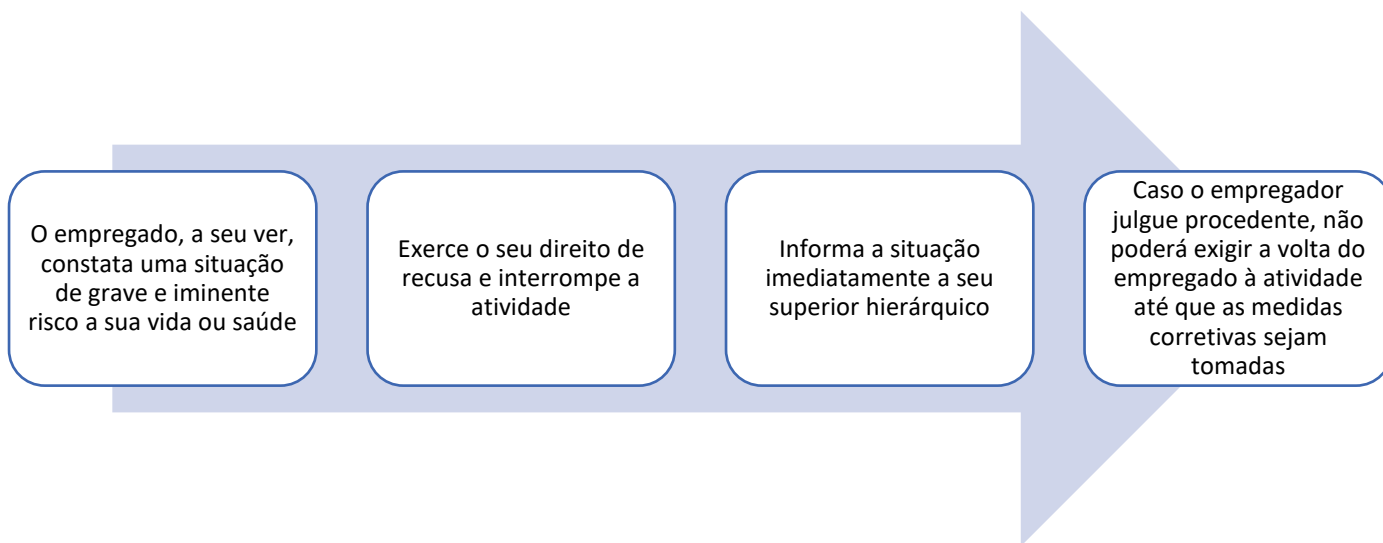 O empregado, a seu ver,
constata uma situação
de grave e iminente
risco a sua vida ou saúde
Exerce o seu direito de
recusa e interrompe a
atividade
Informa a situação
imediatamente a seu
superior hierárquico
Caso o empregador
julgue procedente, não
poderá exigir a volta do
empregado à atividade
até que as medidas
corretivas sejam
tomadas